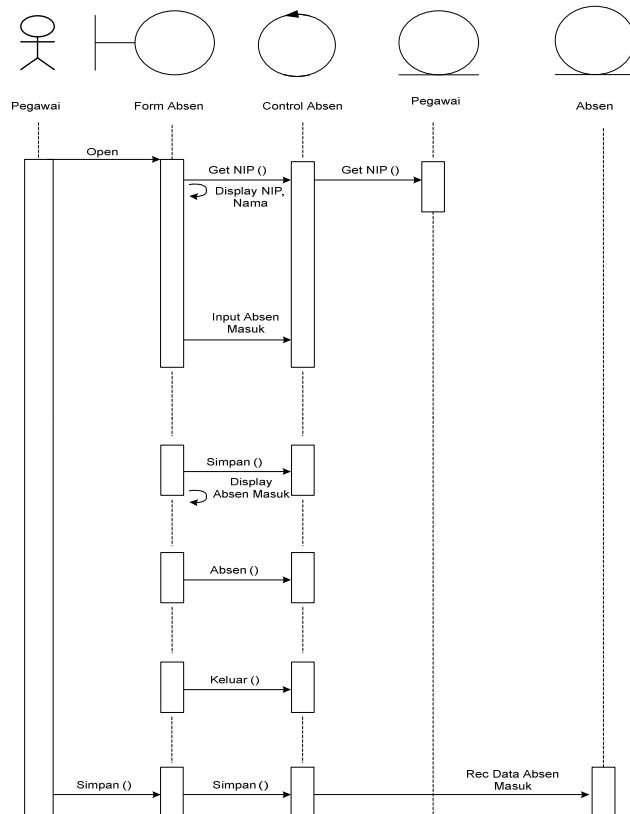 Pegawai
Form Absen
Control Absen
Pegawai
Absen
Open
Get NIP ()
Get NIP ()
Display NIP,
Nama
Input Absen
Masuk
Simpan ()
Display
Absen Masuk
Absen ()
Keluar ()
Rec Data Absen
Masuk
Simpan ()
Simpan ()